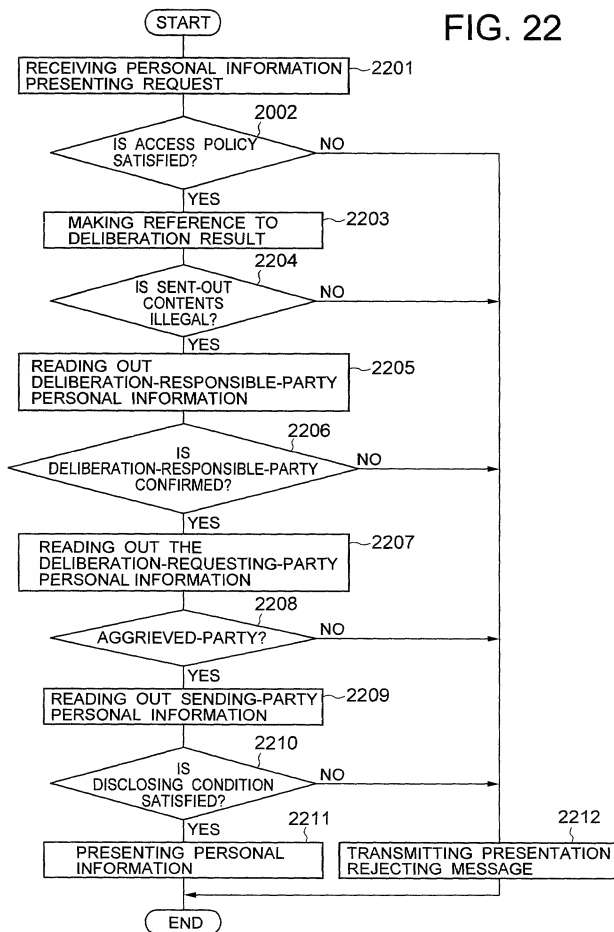 START
FIG. 22
RECEIVING PERSONAL INFORMATION
PRESENTING REQUEST
2201
2002
IS ACCESS POLICY
SATISFIED?
NO
YES
MAKING REFERENCE TO
DELIBERATION RESULT
2203
2204
IS SENT-OUT
CONTENTS
ILLEGAL?
NO
YES
READING OUT
DELIBERATION-RESPONSIBLE-PARTY
PERSONAL INFORMATION
2205
2206
IS
DELIBERATION-RESPONSIBLE-PARTY
CONFIRMED?
NO
YES
READING OUT THE
DELIBERATION-REQUESTING-PARTY
PERSONAL INFORMATION
2207
2208
AGGRIEVED-PARTY?
NO
YES
READING OUT SENDING-PARTY
PERSONAL INFORMATION
2209
2210
IS
DISCLOSING CONDITION
SATISFIED?
NO
YES
2211
PRESENTING PERSONAL
INFORMATION
2212
TRANSMITTING PRESENTATION
REJECTING MESSAGE
END